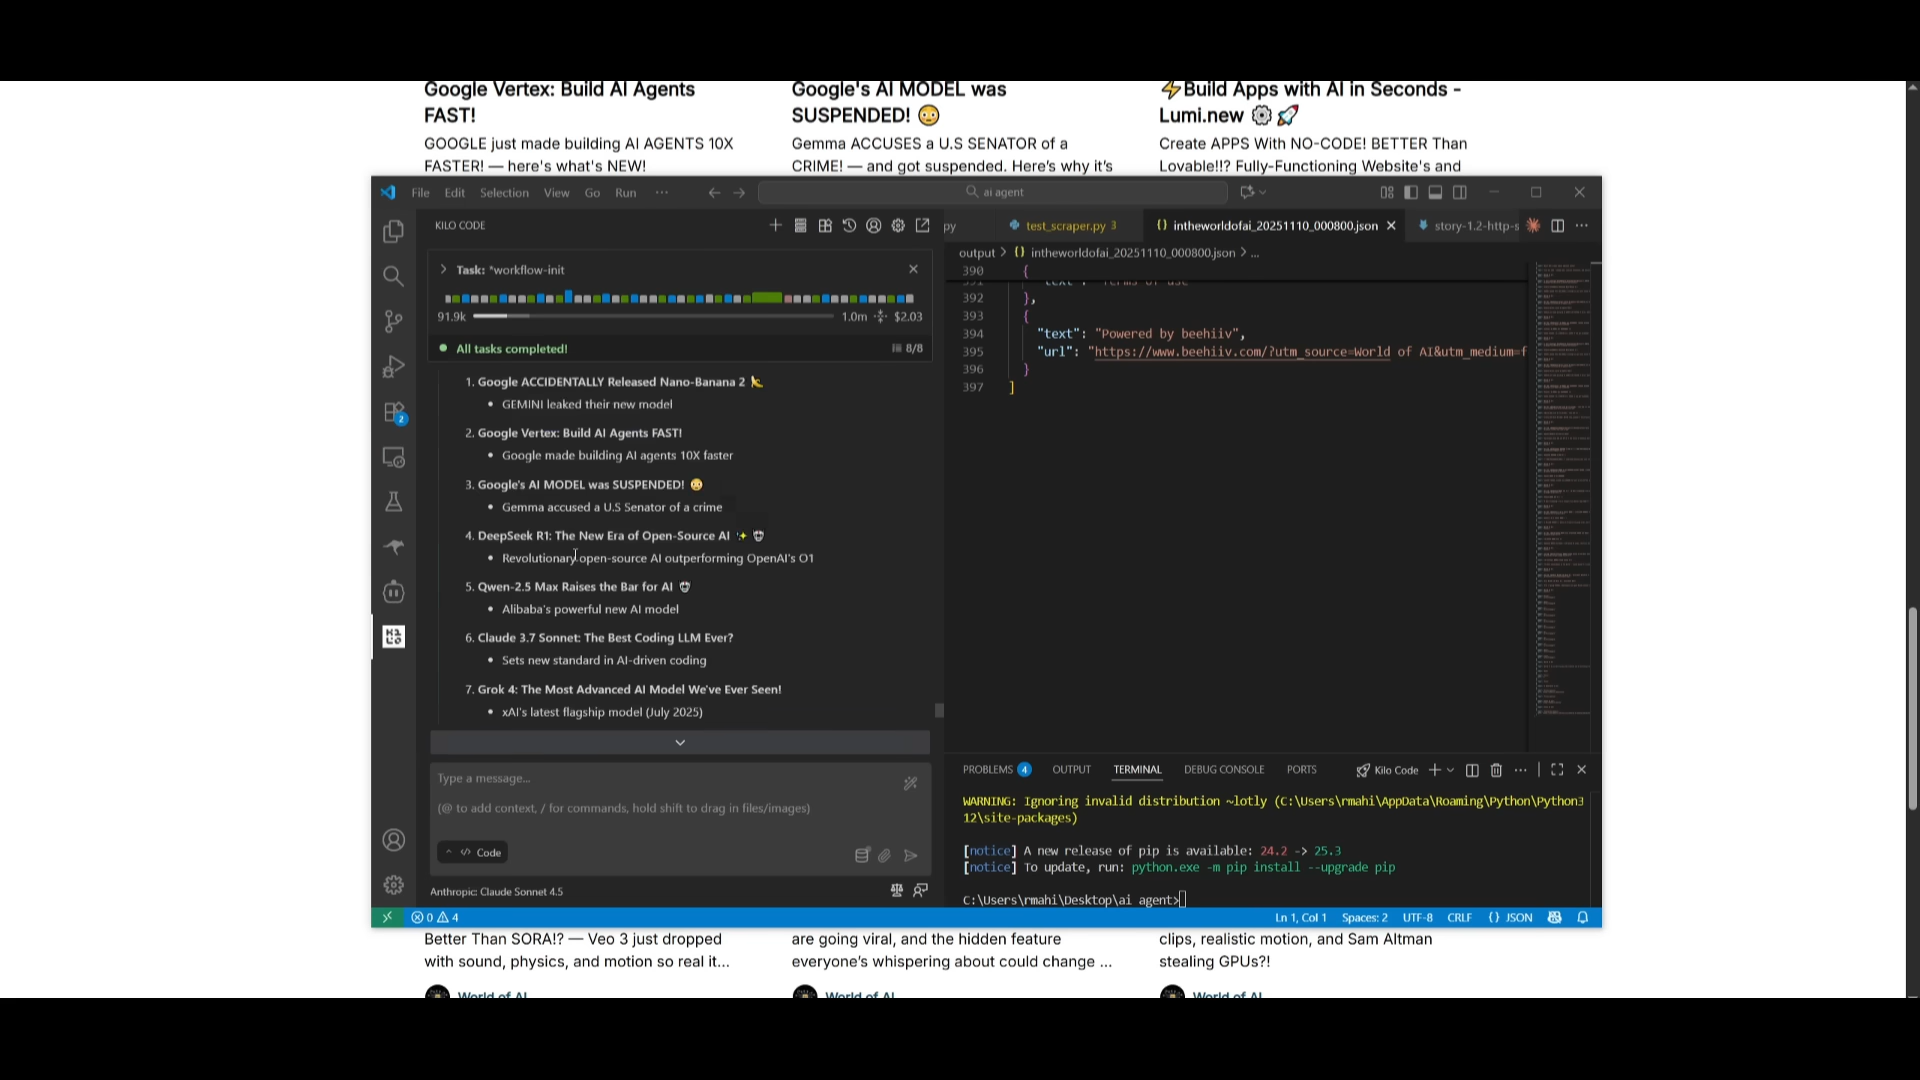 Google Vertex: Build AI Agents
FAST!
GOOGLE just made building AI AGENTS 10X
FASTER! — here's what's NEW!
Google's AI MODEL was
SUSPENDED! 😳
Gemma ACCUSES a U.S SENATOR of a
CRIME! — and got suspended. Here's why it's
⚡Build Apps with AI in Seconds -
Lumi.new ⚙️ 🚀
Create APPS With NO-CODE! BETTER Than
Lovable!!? Fully-Functioning Website's and
File Edit Selection View Go Run ···
ai agent
KILO CODE
Task: *workflow-init
91.9k 1.0m $2.03
All tasks completed! 8/8
1. Google ACCIDENTALLY Released Nano-Banana 2 🍌
• GEMINI leaked their new model
2. Google Vertex: Build AI Agents FAST!
• Google made building AI agents 10X faster
3. Google's AI MODEL was SUSPENDED! 😳
• Gemma accused a U.S Senator of a crime
4. DeepSeek R1: The New Era of Open-Source AI ✨
• Revolutionary open-source AI outperforming OpenAI's O1
5. Qwen-2.5 Max Raises the Bar for AI
• Alibaba's powerful new AI model
6. Claude 3.7 Sonnet: The Best Coding LLM Ever?
• Sets new standard in AI-driven coding
7. Grok 4: The Most Advanced AI Model We've Ever Seen!
• xAI's latest flagship model (July 2025)
Type a message...
(@ to add context, / for commands, hold shift to drag in files/images)
Code
Anthropic: Claude Sonnet 4.5
py test_scraper.py 3 {} intheworldofai_20251110_000800.json story-1.2-http-s
output > {} intheworldofai_20251110_000800.json > ...
390 {
391 "text": "Terms of use"
392 },
393 {
394 "text": "Powered by beehiiv",
395 "url": "https://www.beehiiv.com/?utm_source=World of AI&utm_medium=f
396 }
397 ]
PROBLEMS 4 OUTPUT TERMINAL DEBUG CONSOLE PORTS Kilo Code
WARNING: Ignoring invalid distribution ~lotly (C:\Users\rmahi\AppData\Roaming\Python\Python3
12\site-packages)
[notice] A new release of pip is available: 24.2 -> 25.3
[notice] To update, run: python.exe -m pip install --upgrade pip
C:\Users\rmahi\Desktop\ai agent>
0 4 Ln 1, Col 1 Spaces: 2 UTF-8 CRLF {} JSON
Better Than SORA!? — Veo 3 just dropped
with sound, physics, and motion so real it...
World of AI
are going viral, and the hidden feature
everyone's whispering about could change ...
World of AI
clips, realistic motion, and Sam Altman
stealing GPUs?!
World of AI